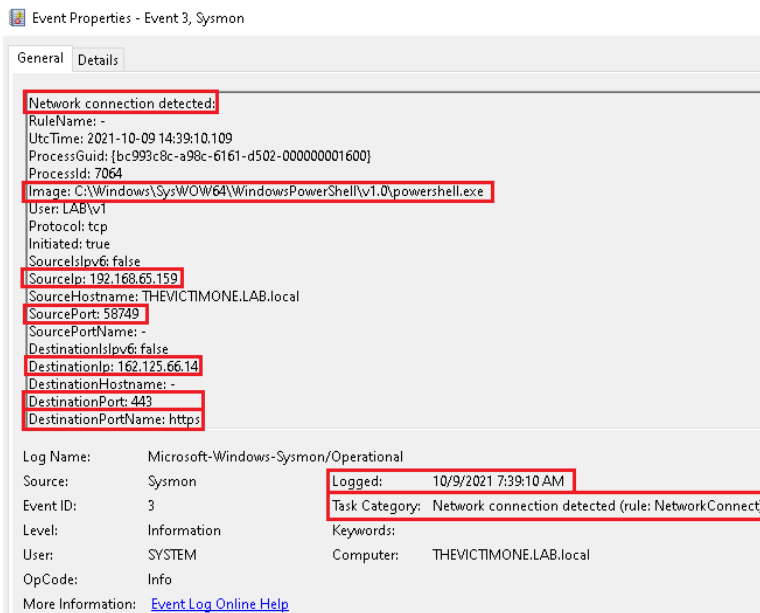 Event Properties - Event 3, Sysmon
General Details
Network connection detected:
RuleName: -
UtcTime: 2021-10-09 14:39:10.109
ProcessGuid: {bc993c8c-a98c-6161-d502-000000001600}
ProcessId: 7064
Image: C:\Windows\SysWOW64\WindowsPowerShell\v1.0\powershell.exe
User: LAB\v1
Protocol: tcp
Initiated: true
SourceIsIpv6: false
SourceIp: 192.168.65.159
SourceHostname: THEVICTIMONE.LAB.local
SourcePort: 58749
SourcePortName: -
DestinationIsIpv6: false
DestinationIp: 162.125.66.14
DestinationHostname: -
DestinationPort: 443
DestinationPortName: https
Log Name: Microsoft-Windows-Sysmon/Operational
Source: Sysmon Logged: 10/9/2021 7:39:10 AM
Event ID: 3 Task Category: Network connection detected (rule: NetworkConnect)
Level: Information Keywords:
User: SYSTEM Computer: THEVICTIMONE.LAB.local
OpCode: Info
More Information: Event Log Online Help